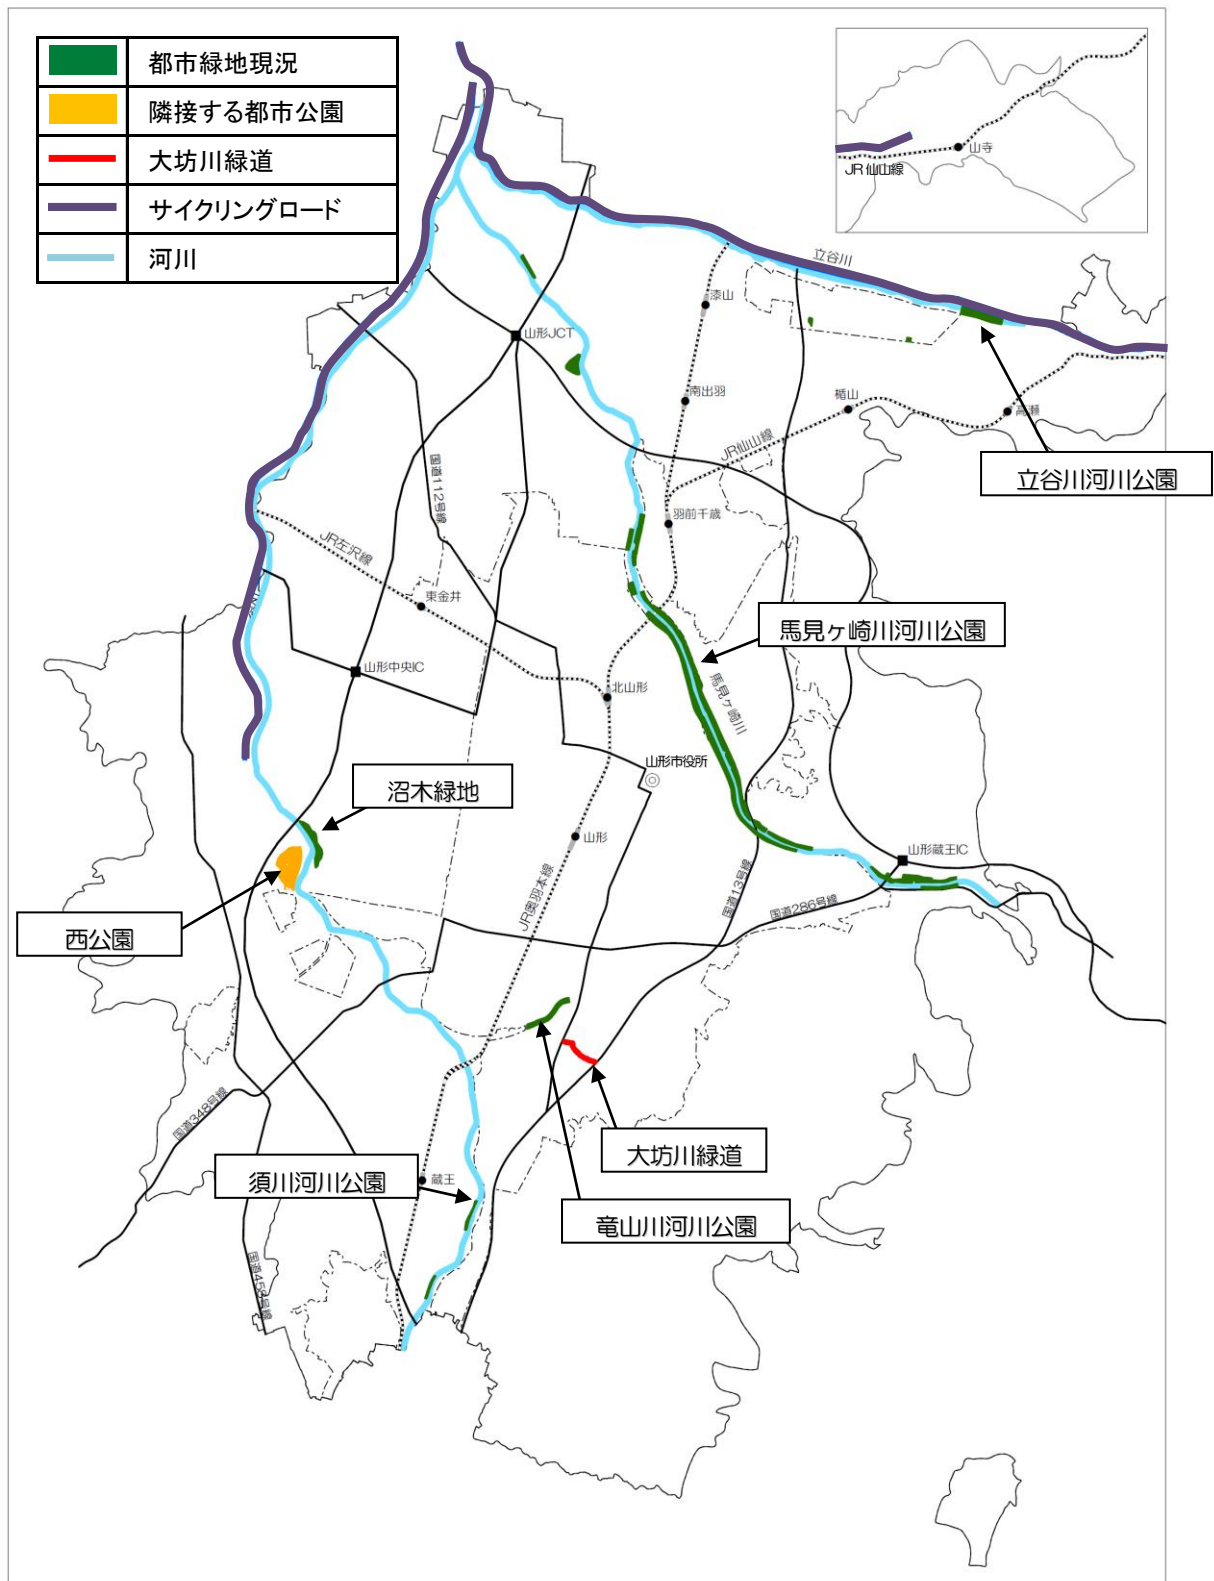 都市緑地現況
隣接する都市公園
大坊川緑道
サイクリングロード
河川
山寺
JR仙山線
立谷川
漆山
山形JCT
南出羽
楯山
高瀬
JR仙山線
立谷川河川公園
国道112号線
羽前千歳
JR左沢線
東金井
馬見ヶ崎川河川公園
山形中央IC
北山形
馬見ヶ崎川
山形市役所
沼木緑地
山形
山形蔵王IC
JR奥羽本線
国道13号線
国道286号線
西公園
国道348号線
大坊川緑道
須川河川公園
蔵王
竜山川河川公園
国道458号線